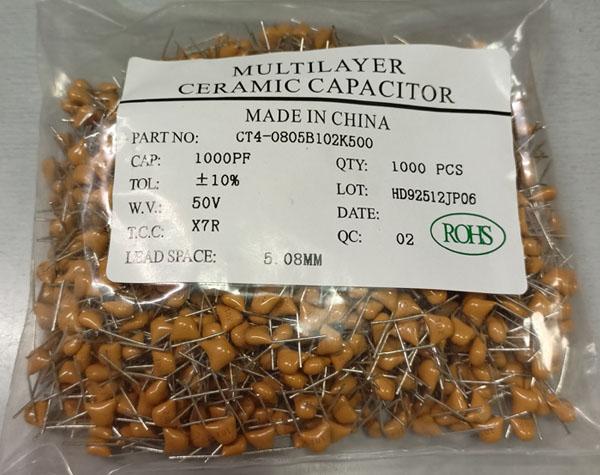 MULTILAYER
CERAMIC CAPACITOR
MADE IN CHINA
PART NO: CT4-0805B102K500
CAP: 1000PF QTY: 1000 PCS
TOL: ±10% LOT: HD92512JP06
W.V.: 50V DATE:
T.C.C: X7R QC: 02 ROHS
LEAD SPACE: 5.08MM